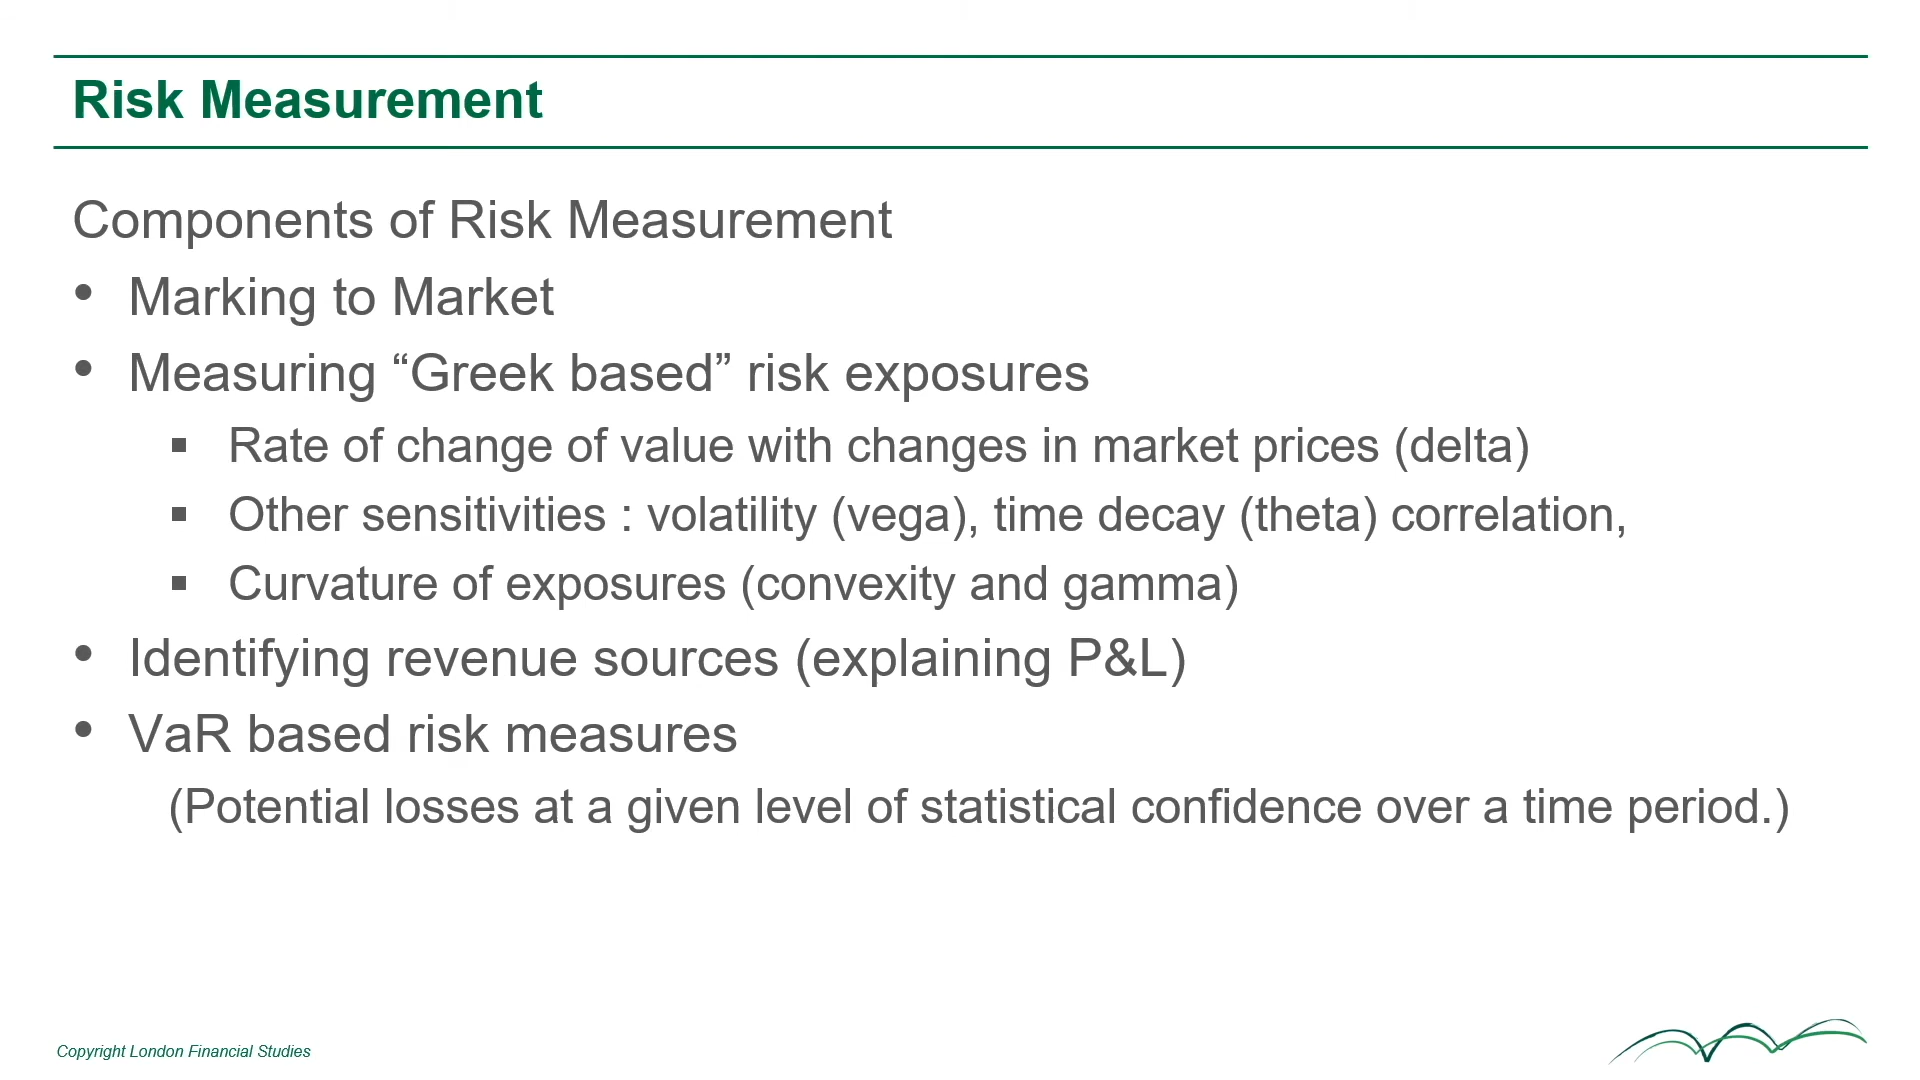 Risk Measurement
Components of Risk Measurement
• Marking to Market
• Measuring “Greek based” risk exposures
▪ Rate of change of value with changes in market prices (delta)
▪ Other sensitivities : volatility (vega), time decay (theta) correlation,
▪ Curvature of exposures (convexity and gamma)
• Identifying revenue sources (explaining P&L)
• VaR based risk measures
(Potential losses at a given level of statistical confidence over a time period.)
Copyright London Financial Studies